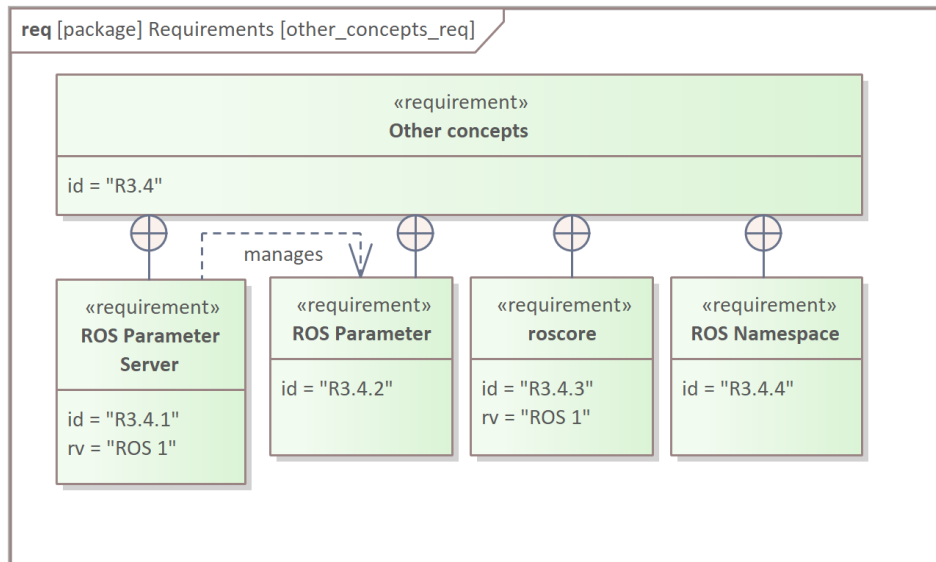 req [package] Requirements [other_concepts_req]
«requirement»
Other concepts
id = "R3.4"
manages
«requirement»
ROS Parameter
Server
id = "R3.4.1"
rv = "ROS 1"
«requirement»
ROS Parameter
id = "R3.4.2"
«requirement»
roscore
id = "R3.4.3"
rv = "ROS 1"
«requirement»
ROS Namespace
id = "R3.4.4"